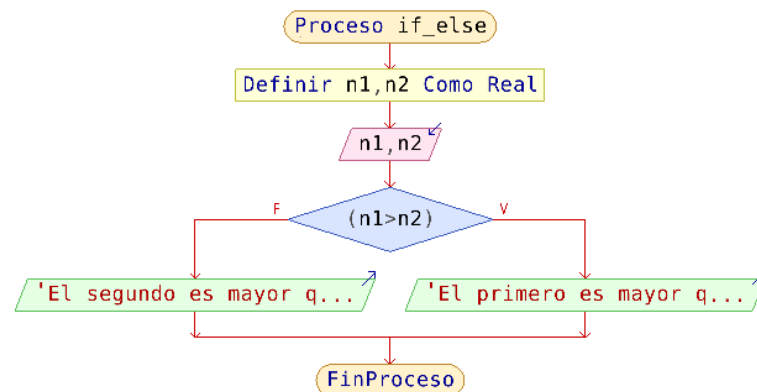 Proceso if_else
Definir n1,n2 Como Real
n1,n2
F
(n1>n2)
V
'El segundo es mayor q...
'El primero es mayor q...
FinProceso